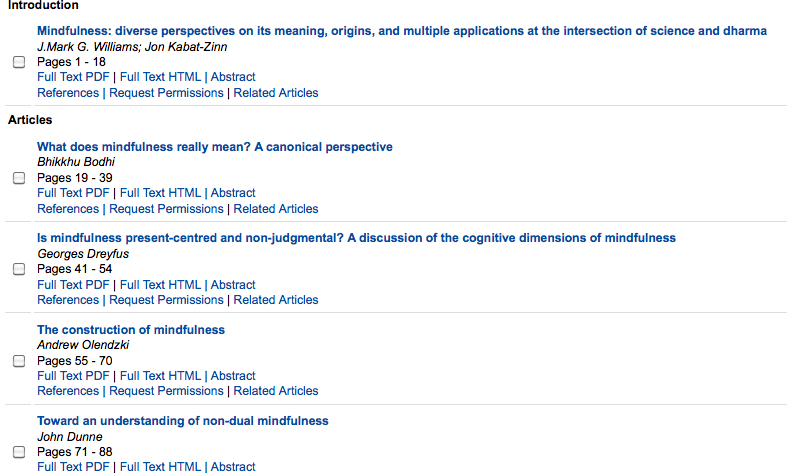 Introduction
Mindfulness: diverse perspectives on its meaning, origins, and multiple applications at the intersection of science and dharma
J.Mark G. Williams; Jon Kabat-Zinn
Pages 1 - 18
Full Text PDF | Full Text HTML | Abstract
References | Request Permissions | Related Articles
Articles
What does mindfulness really mean? A canonical perspective
Bhikkhu Bodhi
Pages 19 - 39
Full Text PDF | Full Text HTML | Abstract
References | Request Permissions | Related Articles
Is mindfulness present-centred and non-judgmental? A discussion of the cognitive dimensions of mindfulness
Georges Dreyfus
Pages 41 - 54
Full Text PDF | Full Text HTML | Abstract
References | Request Permissions | Related Articles
The construction of mindfulness
Andrew Olendzki
Pages 55 - 70
Full Text PDF | Full Text HTML | Abstract
References | Request Permissions | Related Articles
Toward an understanding of non-dual mindfulness
John Dunne
Pages 71 - 88
Full Text PDF | Full Text HTML | Abstract